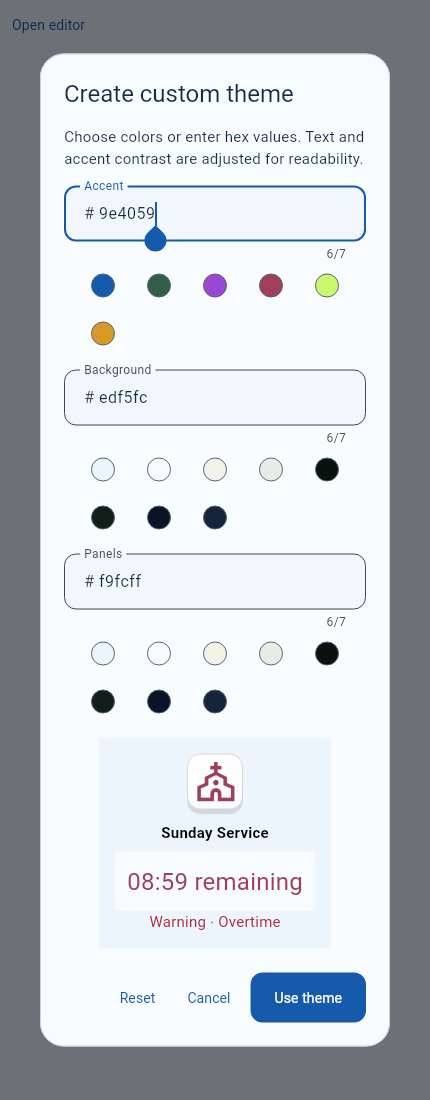 Open editor
Create custom theme
Choose colors or enter hex values. Text and
accent contrast are adjusted for readability.
Accent
# 9e4059
6/7
Background
# edf5fc
6/7
Panels
# f9fcff
6/7
Sunday Service
08:59 remaining
Warning · Overtime
Reset Cancel Use theme